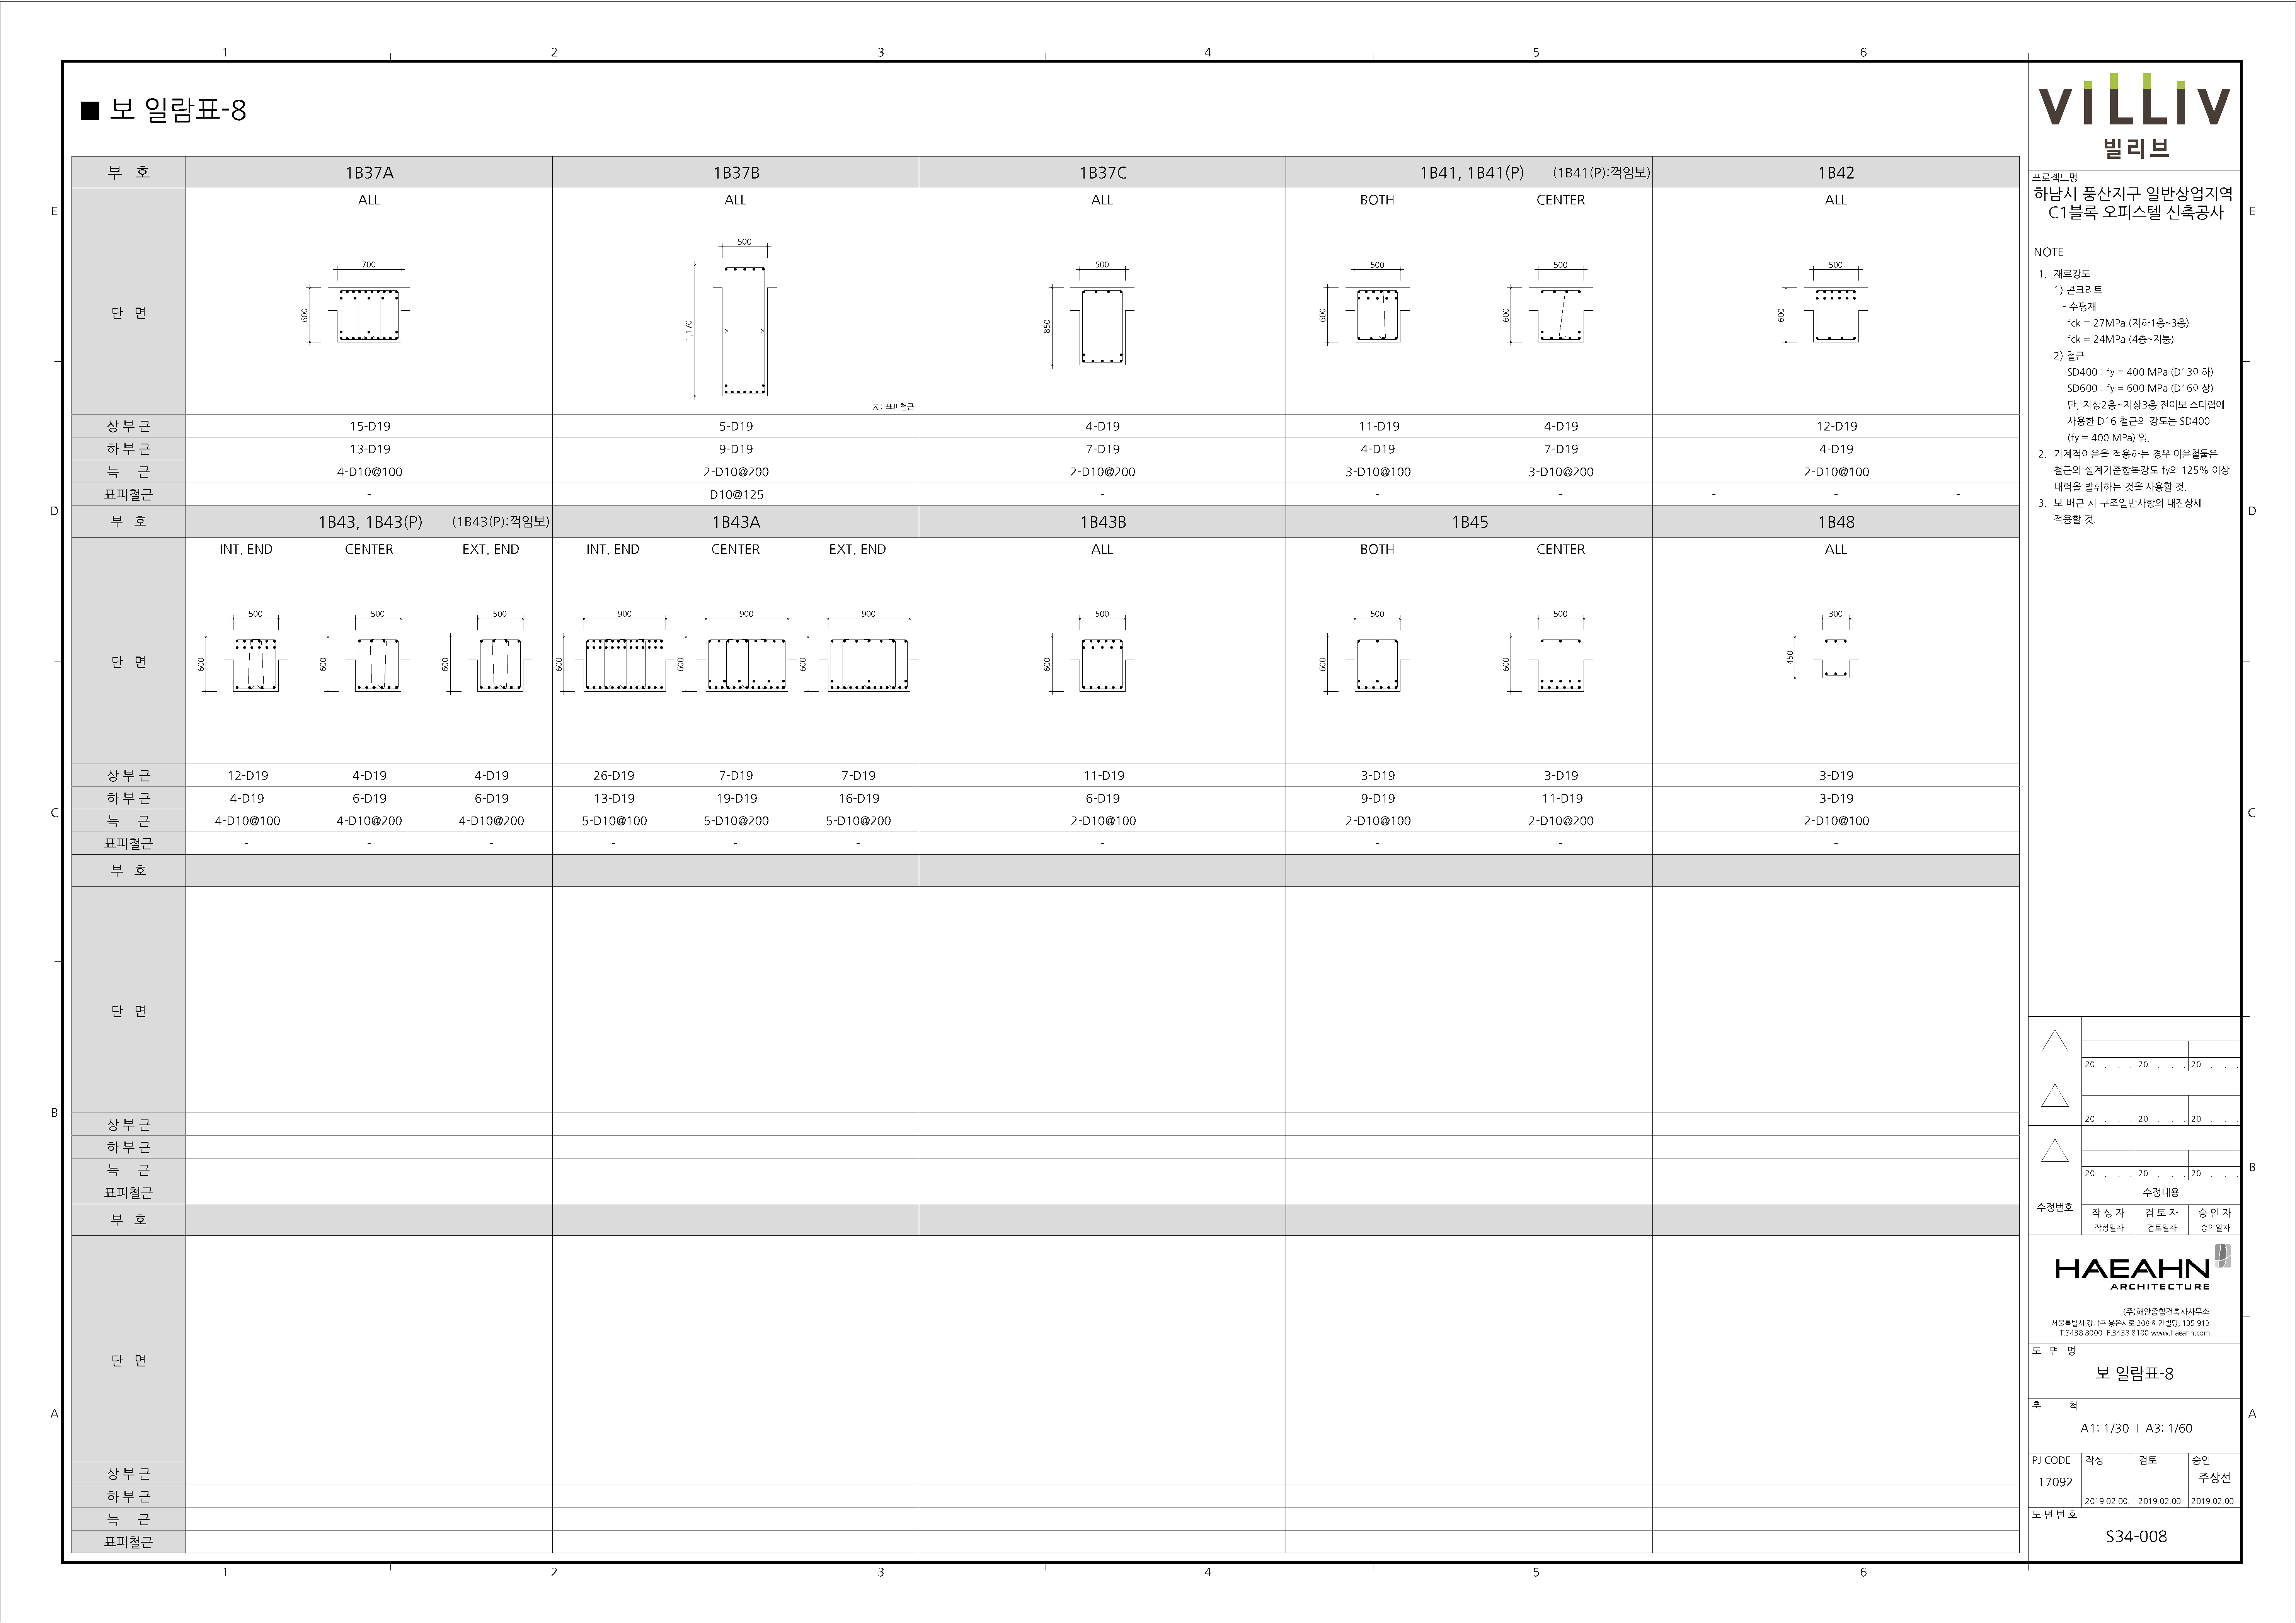 1 2 3 4 5 6
■ 보 일람표-8
부 호 1B37A 1B37B 1B37C 1B41, 1B41(P) (1B41(P):꺽임보) 1B42
ALL ALL ALL BOTH CENTER ALL
E
단 면
700 500 500 500 500 500
600 1,170 850 600 600 600
X : 표피철근
상 부 근 15-D19 5-D19 4-D19 11-D19 4-D19 12-D19
하 부 근 13-D19 9-D19 7-D19 4-D19 7-D19 4-D19
늑 근 4-D10@100 2-D10@200 2-D10@200 3-D10@100 3-D10@200 2-D10@100
표피철근 - D10@125 - - - - - -
D
부 호 1B43, 1B43(P) (1B43(P):꺽임보) 1B43A 1B43B 1B45 1B48
INT. END CENTER EXT. END INT. END CENTER EXT. END ALL BOTH CENTER ALL
단 면
500 500 500 900 900 900 500 500 500 300
600 600 600 600 600 600 600 600 600 450
상 부 근 12-D19 4-D19 4-D19 26-D19 7-D19 7-D19 11-D19 3-D19 3-D19 3-D19
하 부 근 4-D19 6-D19 6-D19 13-D19 19-D19 16-D19 6-D19 9-D19 11-D19 3-D19
C
늑 근 4-D10@100 4-D10@200 4-D10@200 5-D10@100 5-D10@200 5-D10@200 2-D10@100 2-D10@100 2-D10@200 2-D10@100
표피철근 - - - - - - - - - -
부 호
단 면
B
상 부 근
하 부 근
늑 근
표피철근
부 호
단 면
A
상 부 근
하 부 근
늑 근
표피철근
1 2 3 4 5 6
VILLIV
빌리브
프로젝트명
하남시 풍산지구 일반상업지역
C1블록 오피스텔 신축공사
E
NOTE
1. 재료강도
1) 콘크리트
- 수평재
fck = 27MPa (지하1층~3층)
fck = 24MPa (4층~지붕)
2) 철근
SD400 : fy = 400 MPa (D13이하)
SD600 : fy = 600 MPa (D16이상)
단, 지상2층~지상3층 전이보 스터럽에
사용한 D16 철근의 강도는 SD400
(fy = 400 MPa) 임.
2. 기계적이음을 적용하는 경우 이음철물은
철근의 설계기준항복강도 fy의 125% 이상
내력을 발휘하는 것을 사용할 것.
3. 보 배근 시 구조일반사항의 내진상세
적용할 것.
D
C
20 . . . 20 . . . 20 . . .
20 . . . 20 . . . 20 . . .
B
20 . . . 20 . . . 20 . . .
수정번호 수정내용
작 성 자 검 토 자 승 인 자
작성일자 검토일자 승인일자
HAEAHN
ARCHITECTURE
(주)해안종합건축사사무소
서울특별시 강남구 봉은사로 208 해안빌딩, 135-913
T.3438 8000 F.3438 8100 www.haeahn.com
도 면 명
보 일람표-8
축 척
A
A1: 1/30 I A3: 1/60
PJ CODE 작성 검토 승인
17092 주상선
2019.02.00. 2019.02.00. 2019.02.00.
도 면 번 호
S34-008